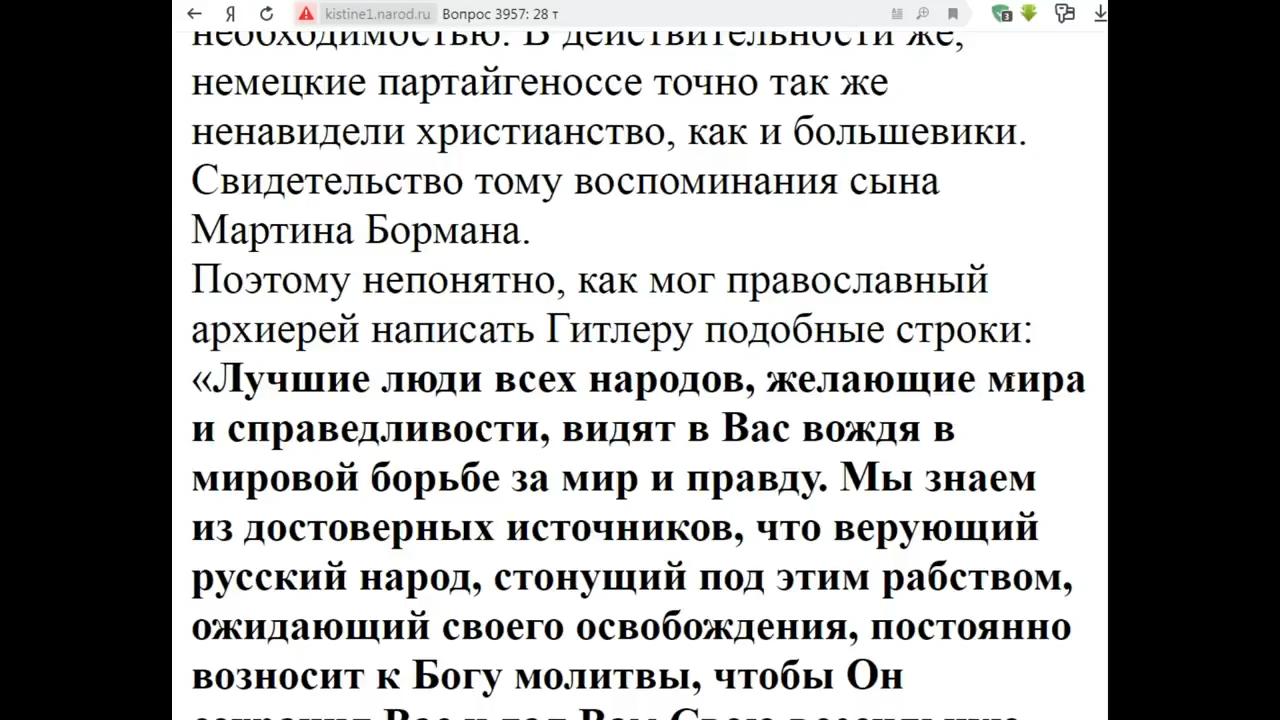 kistine1.narod.ru Вопрос 3957: 28 т
необходимостью. В действительности же,
немецкие партайгеноссе точно так же
ненавидели христианство, как и большевики.
Свидетельство тому воспоминания сына
Мартина Бормана.
Поэтому непонятно, как мог православный
архиерей написать Гитлеру подобные строки:
«Лучшие люди всех народов, желающие мира
и справедливости, видят в Вас вождя в
мировой борьбе за мир и правду. Мы знаем
из достоверных источников, что верующий
русский народ, стонущий под этим рабством,
ожидающий своего освобождения, постоянно
возносит к Богу молитвы, чтобы Он